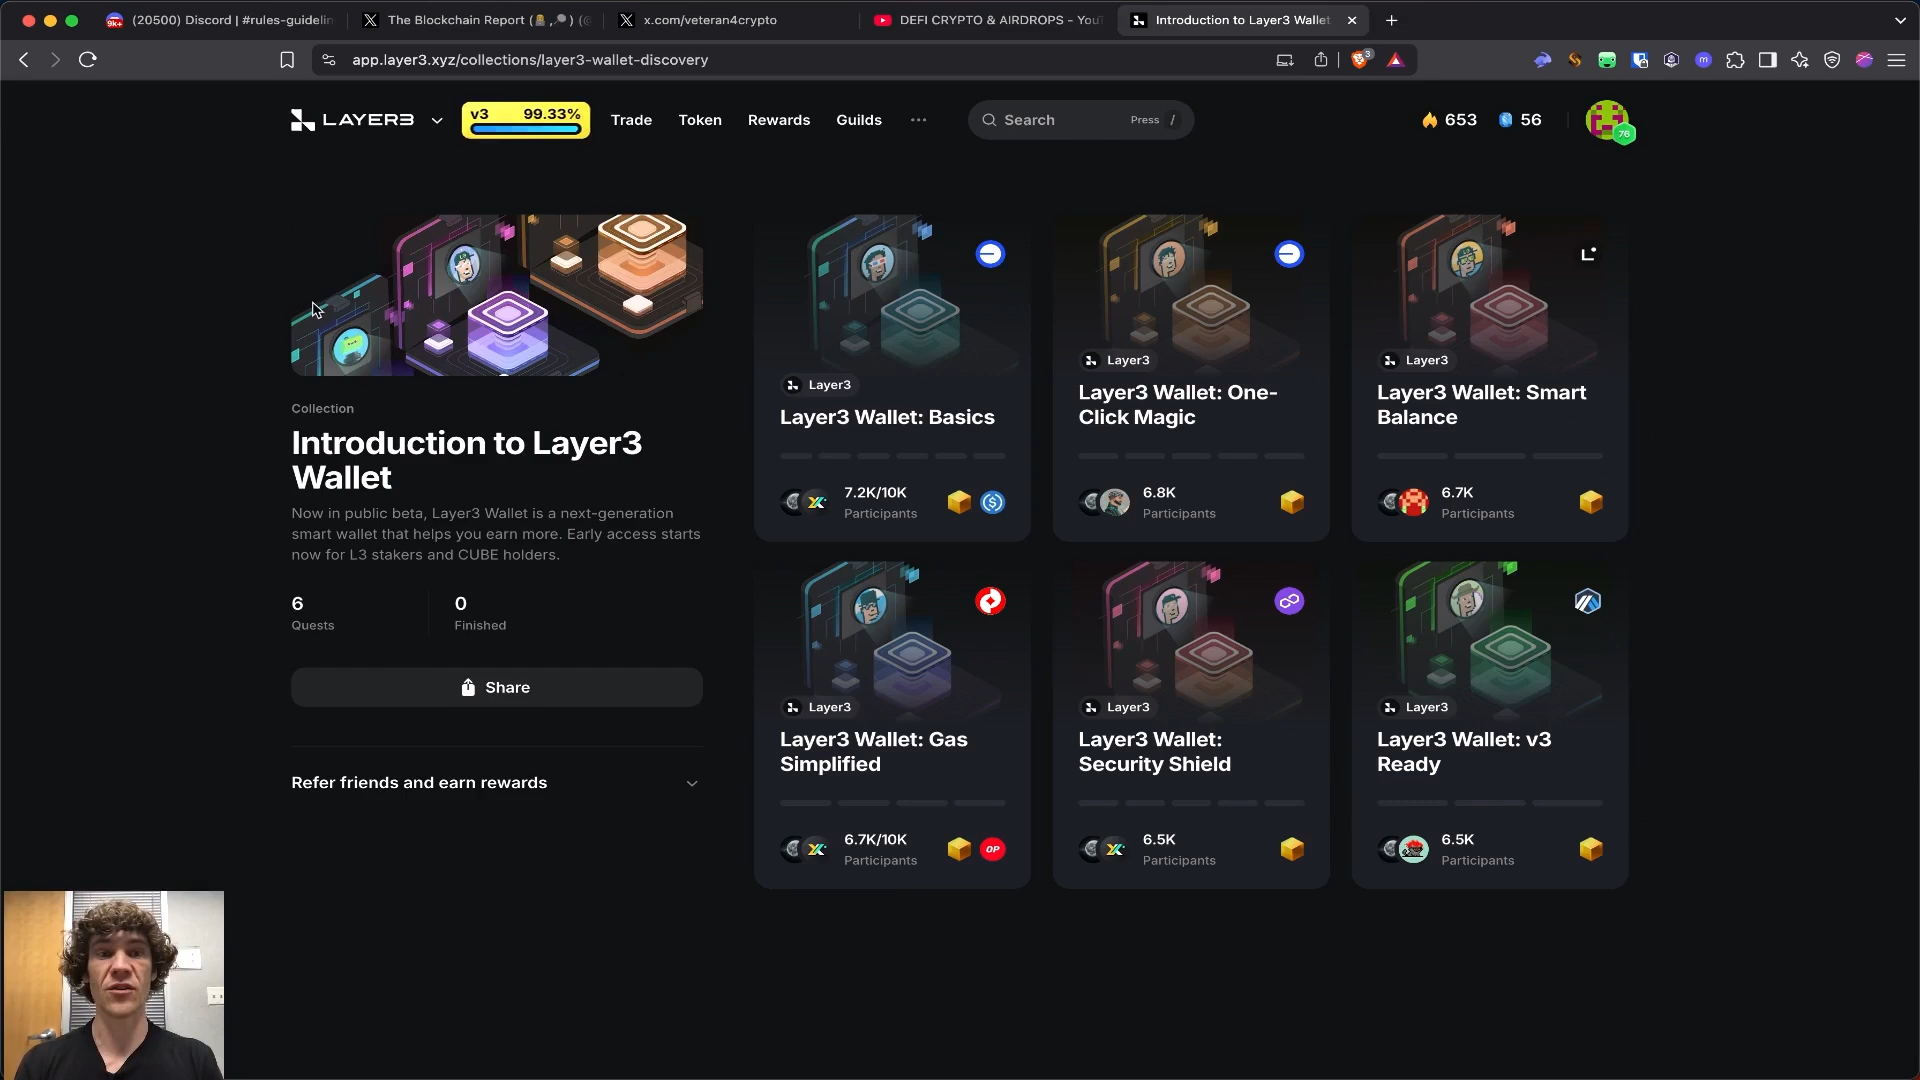 (20500) Discord | #rules-guidelin
The Blockchain Report
x.com/veteran4crypto
DEFI CRYPTO & AIRDROPS - You
Introduction to Layer3 Wallet
app.layer3.xyz/collections/layer3-wallet-discovery
3
LAYER3
v3 99.33%
Trade
Token
Rewards
Guilds
Search
Press /
653
56
76
Collection
Introduction to Layer3
Wallet
Now in public beta, Layer3 Wallet is a next-generation
smart wallet that helps you earn more. Early access starts
now for L3 stakers and CUBE holders.
6
Quests
0
Finished
Share
Refer friends and earn rewards
Layer3
Layer3 Wallet: Basics
7.2K/10K
Participants
Layer3
Layer3 Wallet: One-
Click Magic
6.8K
Participants
Layer3
Layer3 Wallet: Smart
Balance
6.7K
Participants
Layer3
Layer3 Wallet: Gas
Simplified
6.7K/10K
Participants
OP
Layer3
Layer3 Wallet:
Security Shield
6.5K
Participants
Layer3
Layer3 Wallet: v3
Ready
6.5K
Participants